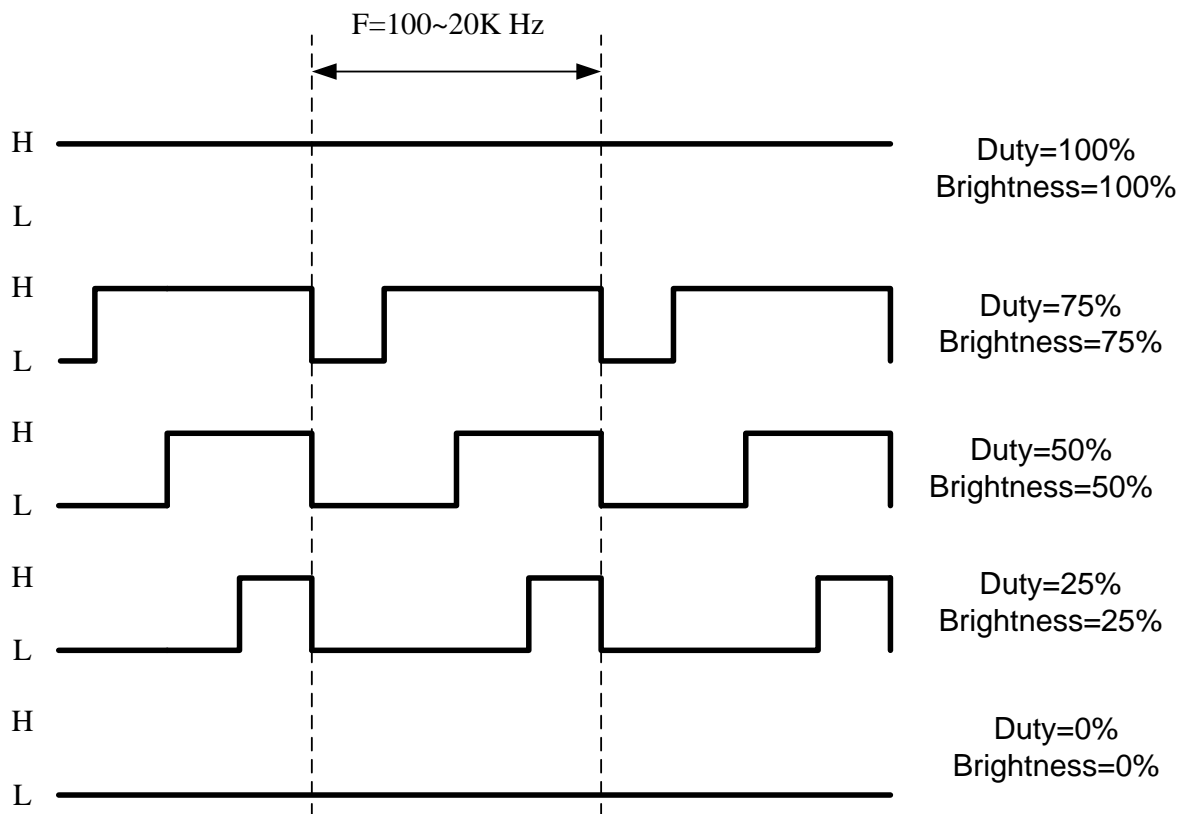 F=100~20K Hz
H
L
Duty=100%
Brightness=100%
H
L
Duty=75%
Brightness=75%
H
L
Duty=50%
Brightness=50%
H
L
Duty=25%
Brightness=25%
H
L
Duty=0%
Brightness=0%